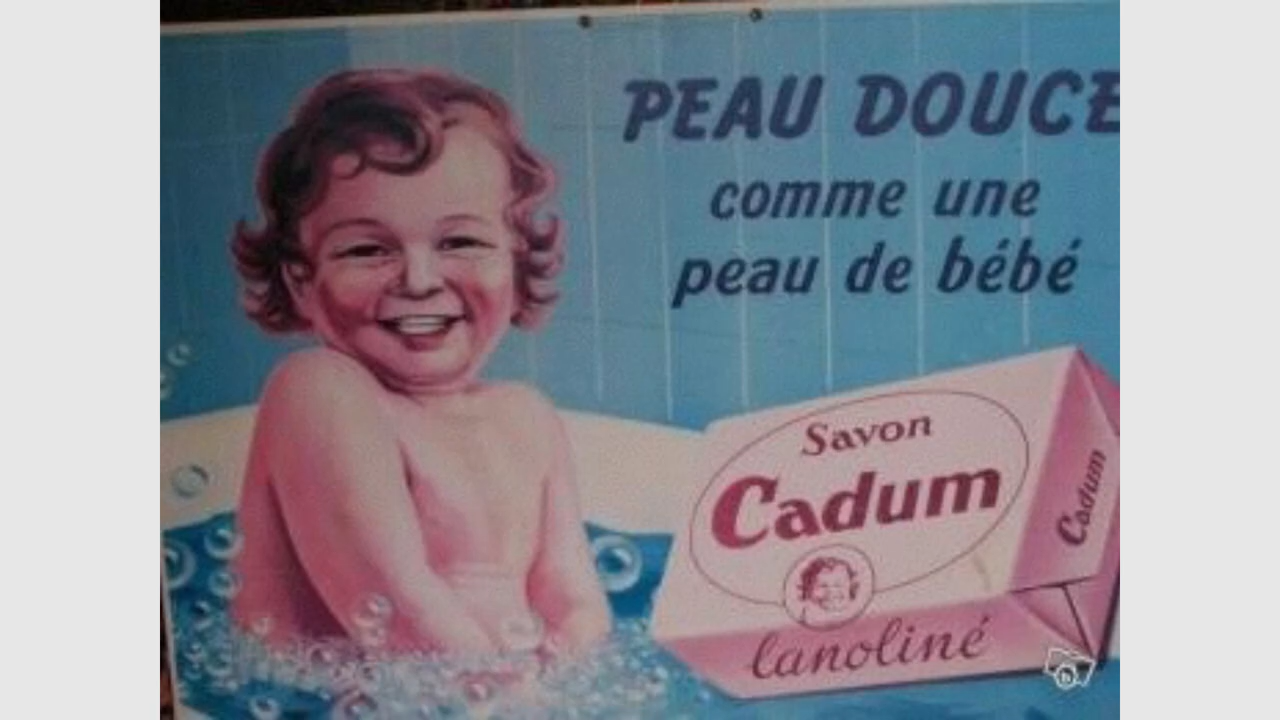 PEAU DOUCE
comme une
peau de bébé
Savon
Cadum
Cadum
lanoliné